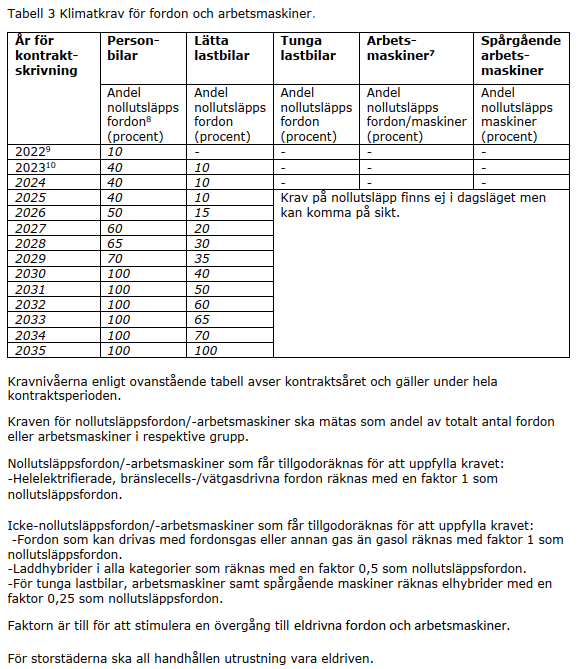 Tabell 3 Klimatkrav för fordon och arbetsmaskiner.
År för kontrakt-skrivning | Person-bilar | Lätta lastbilar | Tunga lastbilar | Arbets-maskiner⁷ | Spårgående arbets-maskiner
Andel nollutsläpps fordon⁸ (procent) | Andel nollutsläpps fordon (procent) | Andel nollutsläpps fordon (procent) | Andel nollutsläpps fordon/maskiner (procent) | Andel nollutsläpps maskiner (procent)
2022⁹ | 10 | - | - | - | -
2023¹⁰ | 40 | 10 | - | - | -
2024 | 40 | 10 | - | - | -
2025 | 40 | 10 | Krav på nollutsläpp finns ej i dagsläget men
2026 | 50 | 15 | kan komma på sikt.
2027 | 60 | 20
2028 | 65 | 30
2029 | 70 | 35
2030 | 100 | 40
2031 | 100 | 50
2032 | 100 | 60
2033 | 100 | 65
2034 | 100 | 70
2035 | 100 | 100
Kravnivåerna enligt ovanstående tabell avser kontraktsåret och gäller under hela
kontraktsperioden.
Kraven för nollutsläppsfordon/-arbetsmaskiner ska mätas som andel av totalt antal fordon
eller arbetsmaskiner i respektive grupp.
Nollutsläppsfordon/-arbetsmaskiner som får tillgodoräknas för att uppfylla kravet:
-Helelektrifierade, bränslecells-/vätgasdrivna fordon räknas med en faktor 1 som
nollutsläppsfordon.
Icke-nollutsläppsfordon/-arbetsmaskiner som får tillgodoräknas för att uppfylla kravet:
-Fordon som kan drivas med fordonsgas eller annan gas än gasol räknas med faktor 1 som
nollutsläppsfordon.
-Laddhybrider i alla kategorier som räknas med en faktor 0,5 som nollutsläppsfordon.
-För tunga lastbilar, arbetsmaskiner samt spårgående maskiner räknas elhybrider med en
faktor 0,25 som nollutsläppsfordon.
Faktorn är till för att stimulera en övergång till eldrivna fordon och arbetsmaskiner.
För storstäderna ska all handhållen utrustning vara eldriven.